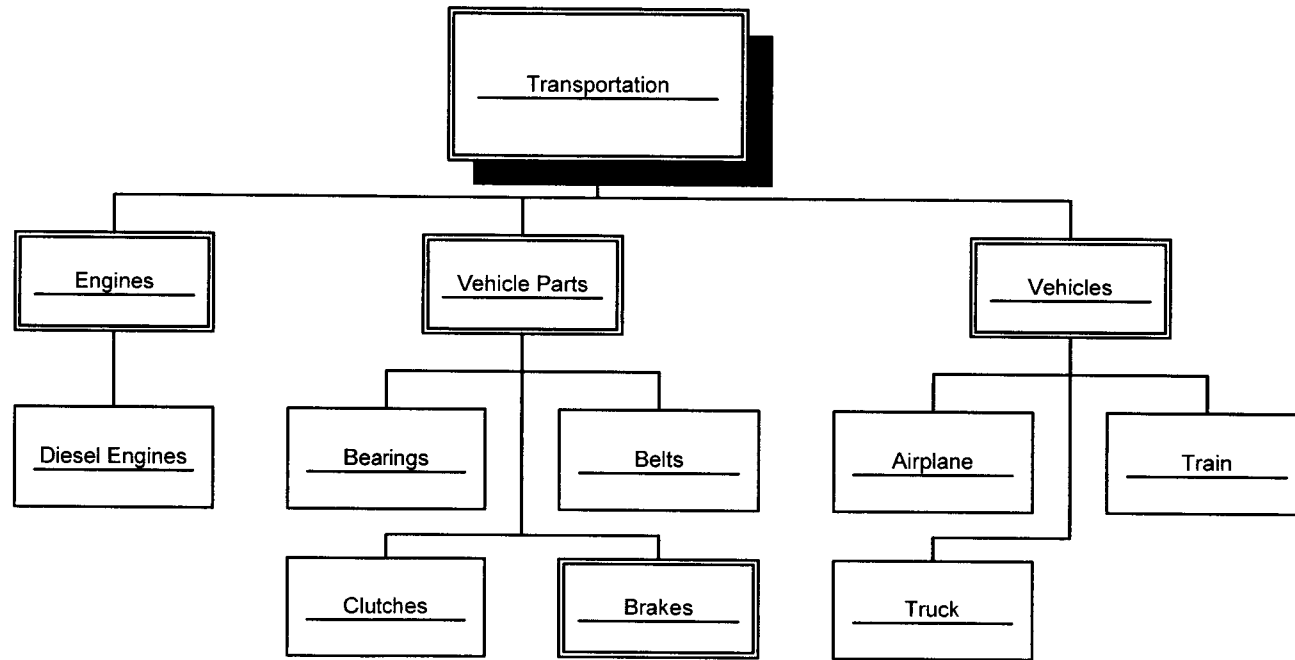 Transportation
Engines
Vehicle Parts
Vehicles
Diesel Engines
Bearings
Belts
Airplane
Train
Clutches
Brakes
Truck